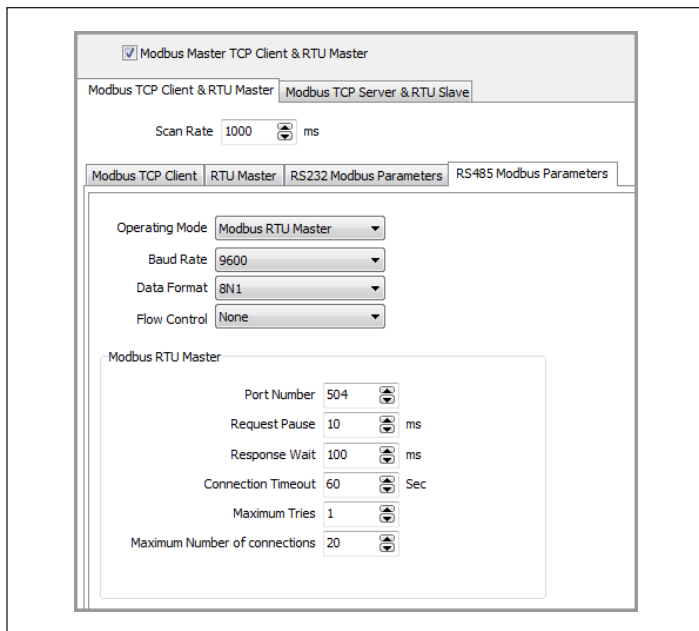 Modbus Master TCP Client & RTU Master
Modbus TCP Client & RTU Master Modbus TCP Server & RTU Slave
Scan Rate 1000 ms
Modbus TCP Client RTU Master RS232 Modbus Parameters RS485 Modbus Parameters
Operating Mode Modbus RTU Master
Baud Rate 9600
Data Format 8N1
Flow Control None
Modbus RTU Master
Port Number 504
Request Pause 10 ms
Response Wait 100 ms
Connection Timeout 60 Sec
Maximum Tries 1
Maximum Number of connections 20